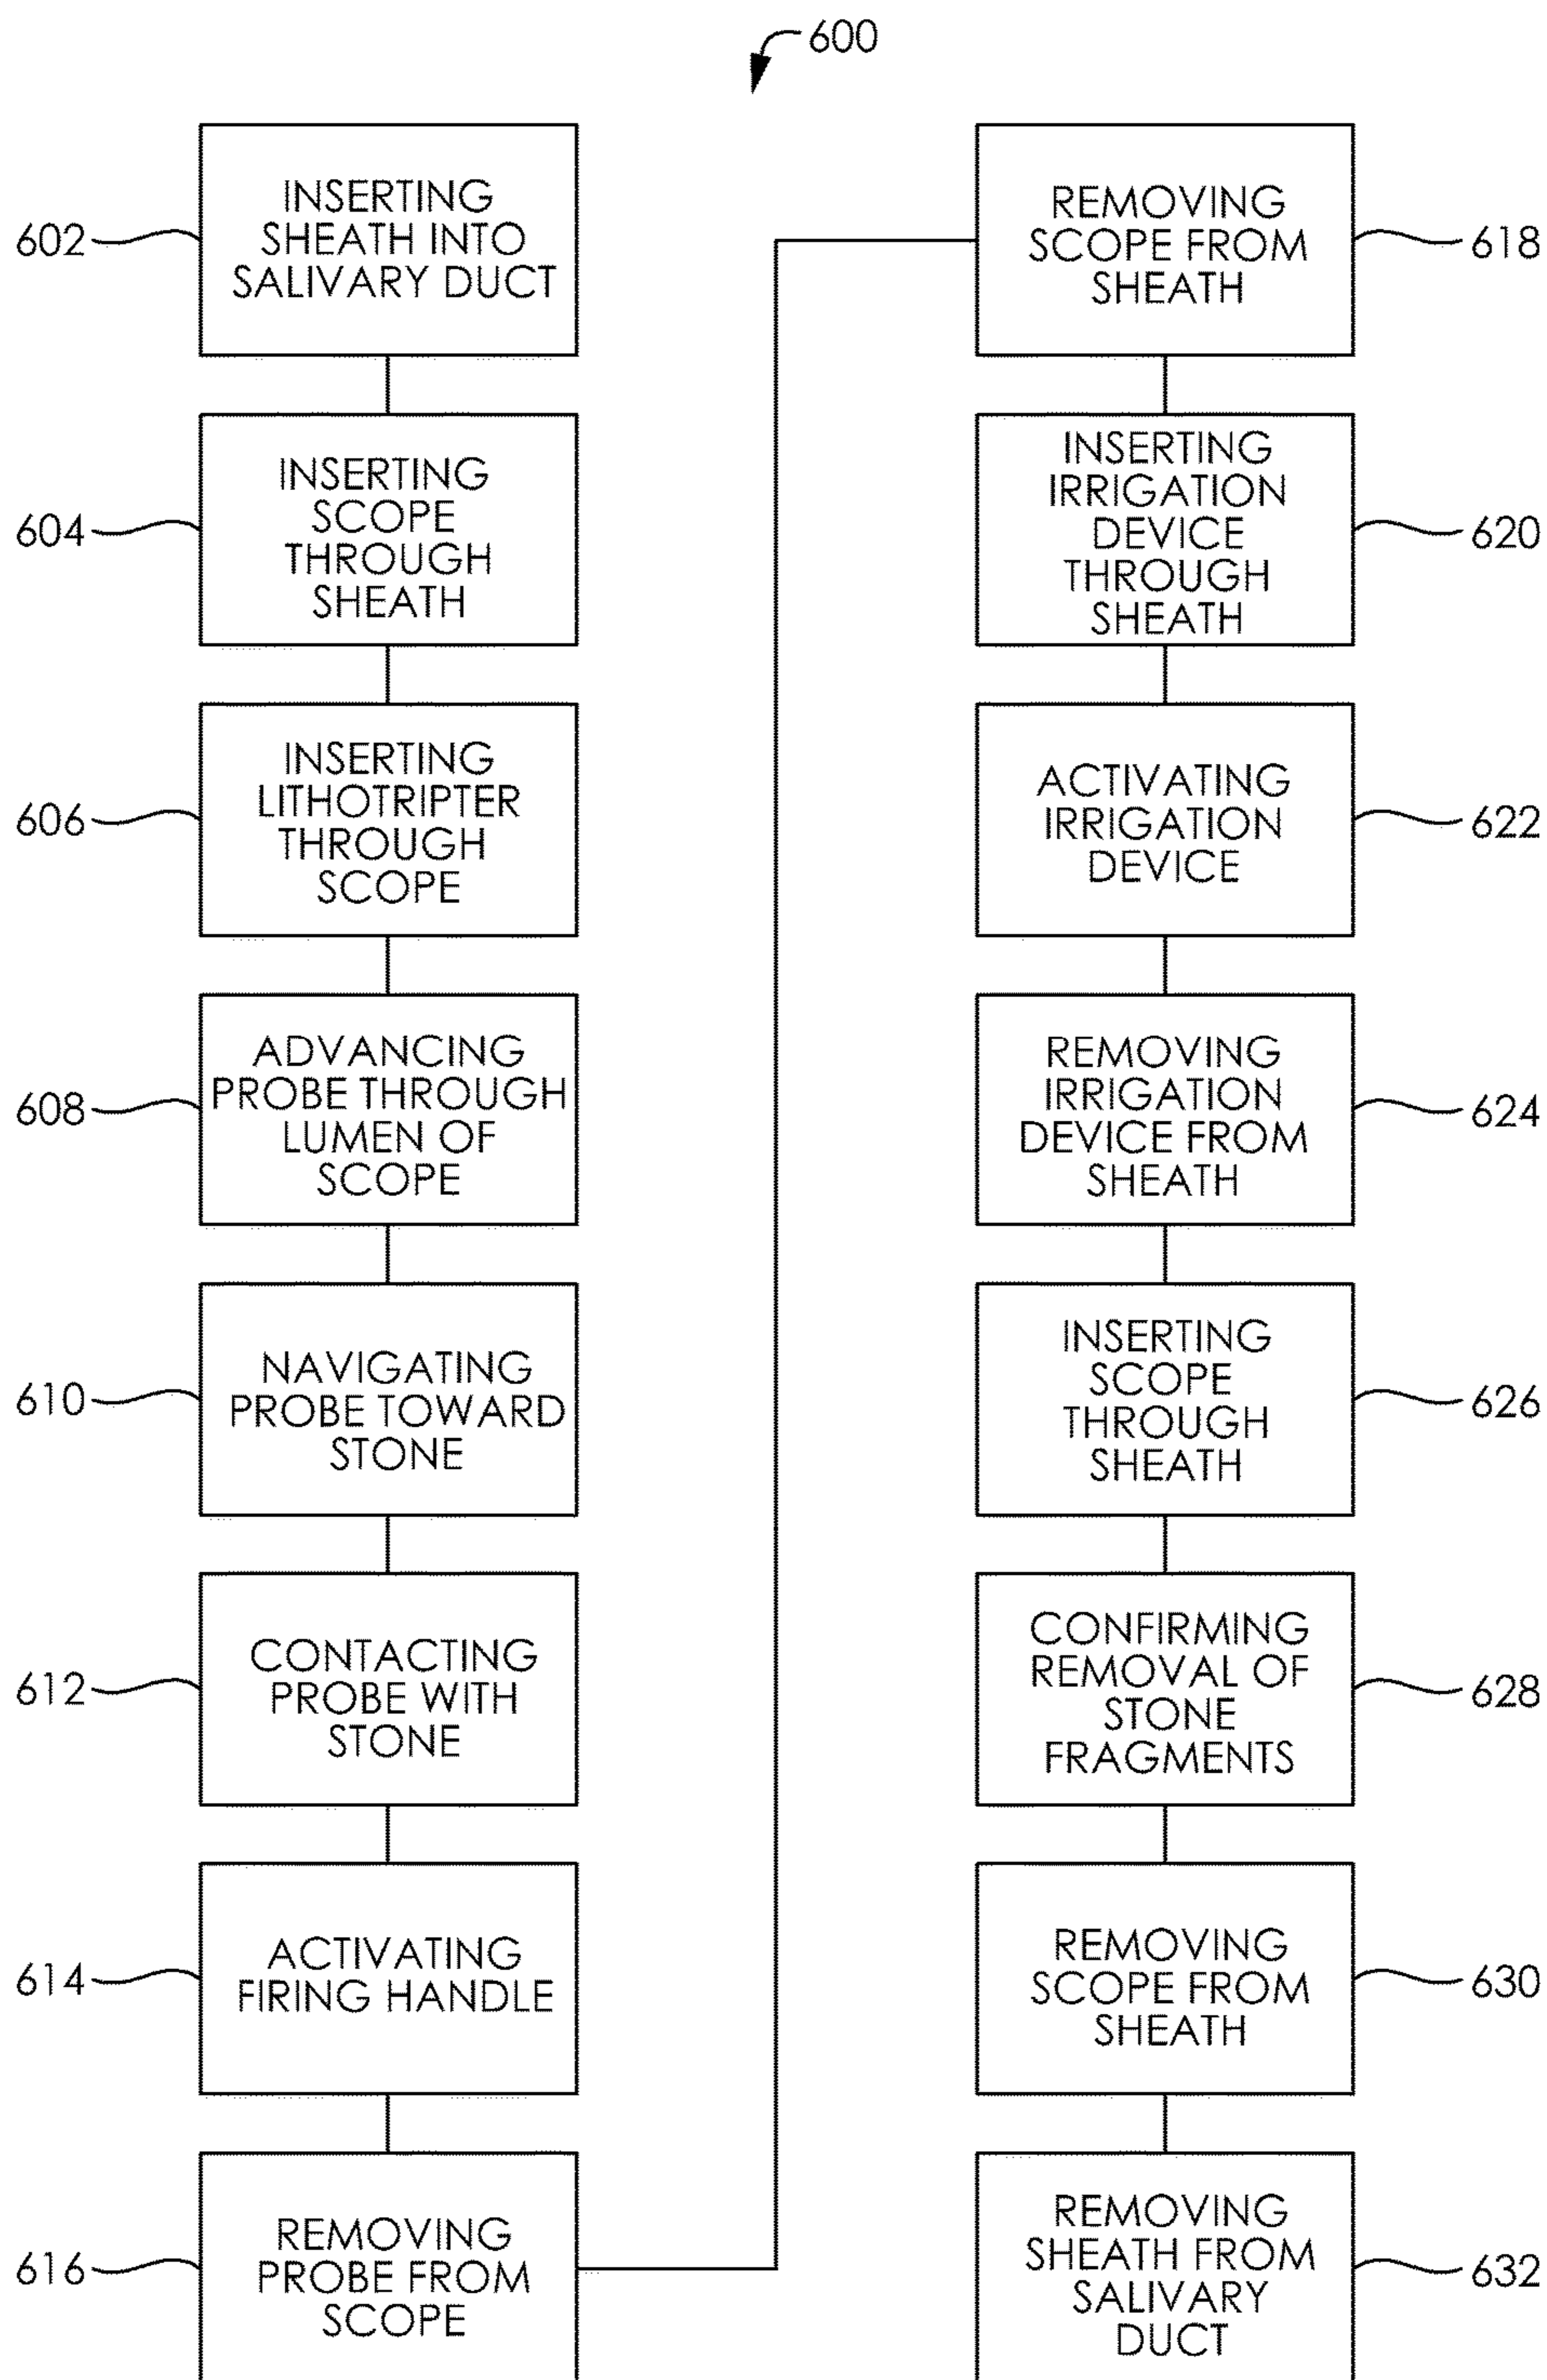 600
602
INSERTING
SHEATH INTO
SALIVARY DUCT
604
INSERTING
SCOPE
THROUGH
SHEATH
606
INSERTING
LITHOTRIPTER
THROUGH
SCOPE
608
ADVANCING
PROBE THROUGH
LUMEN OF
SCOPE
610
NAVIGATING
PROBE TOWARD
STONE
612
CONTACTING
PROBE WITH
STONE
614
ACTIVATING
FIRING HANDLE
616
REMOVING
PROBE FROM
SCOPE
REMOVING
SCOPE FROM
SHEATH
618
INSERTING
IRRIGATION
DEVICE
THROUGH
SHEATH
620
ACTIVATING
IRRIGATION
DEVICE
622
REMOVING
IRRIGATION
DEVICE FROM
SHEATH
624
INSERTING
SCOPE
THROUGH
SHEATH
626
CONFIRMING
REMOVAL OF
STONE
FRAGMENTS
628
REMOVING
SCOPE FROM
SHEATH
630
REMOVING
SHEATH FROM
SALIVARY
DUCT
632